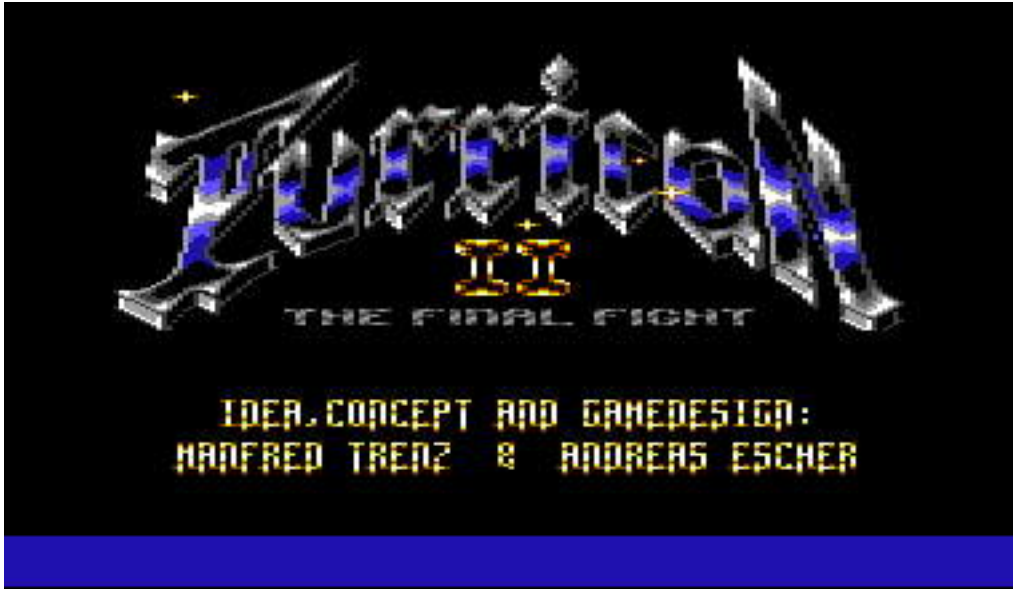 Turrican
II
THE FINAL FIGHT
IDEA,CONCEPT AND GAMEDESIGN:
MANFRED TRENZ & ANDREAS ESCHER